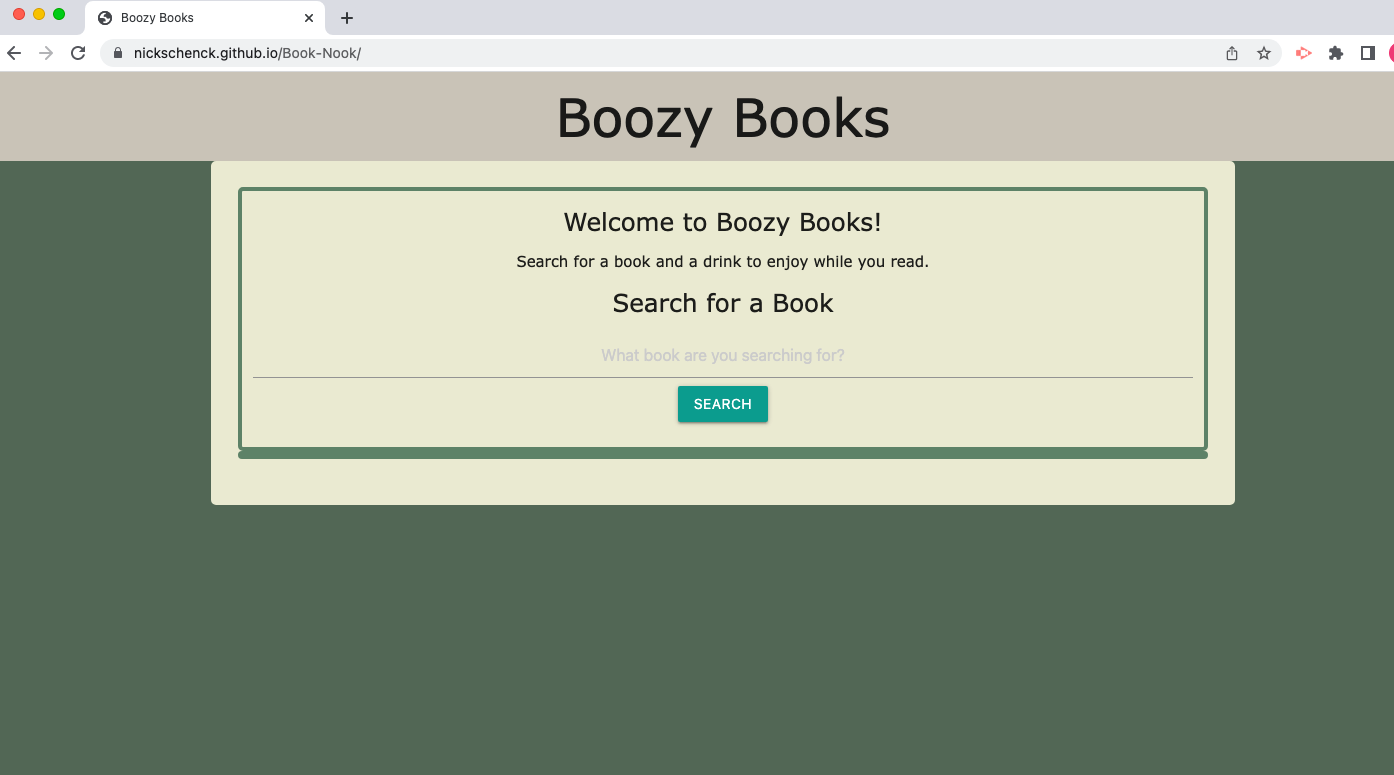 Boozy Books
nickschenck.github.io/Book-Nook/
Boozy Books
Welcome to Boozy Books!
Search for a book and a drink to enjoy while you read.
Search for a Book
What book are you searching for?
SEARCH